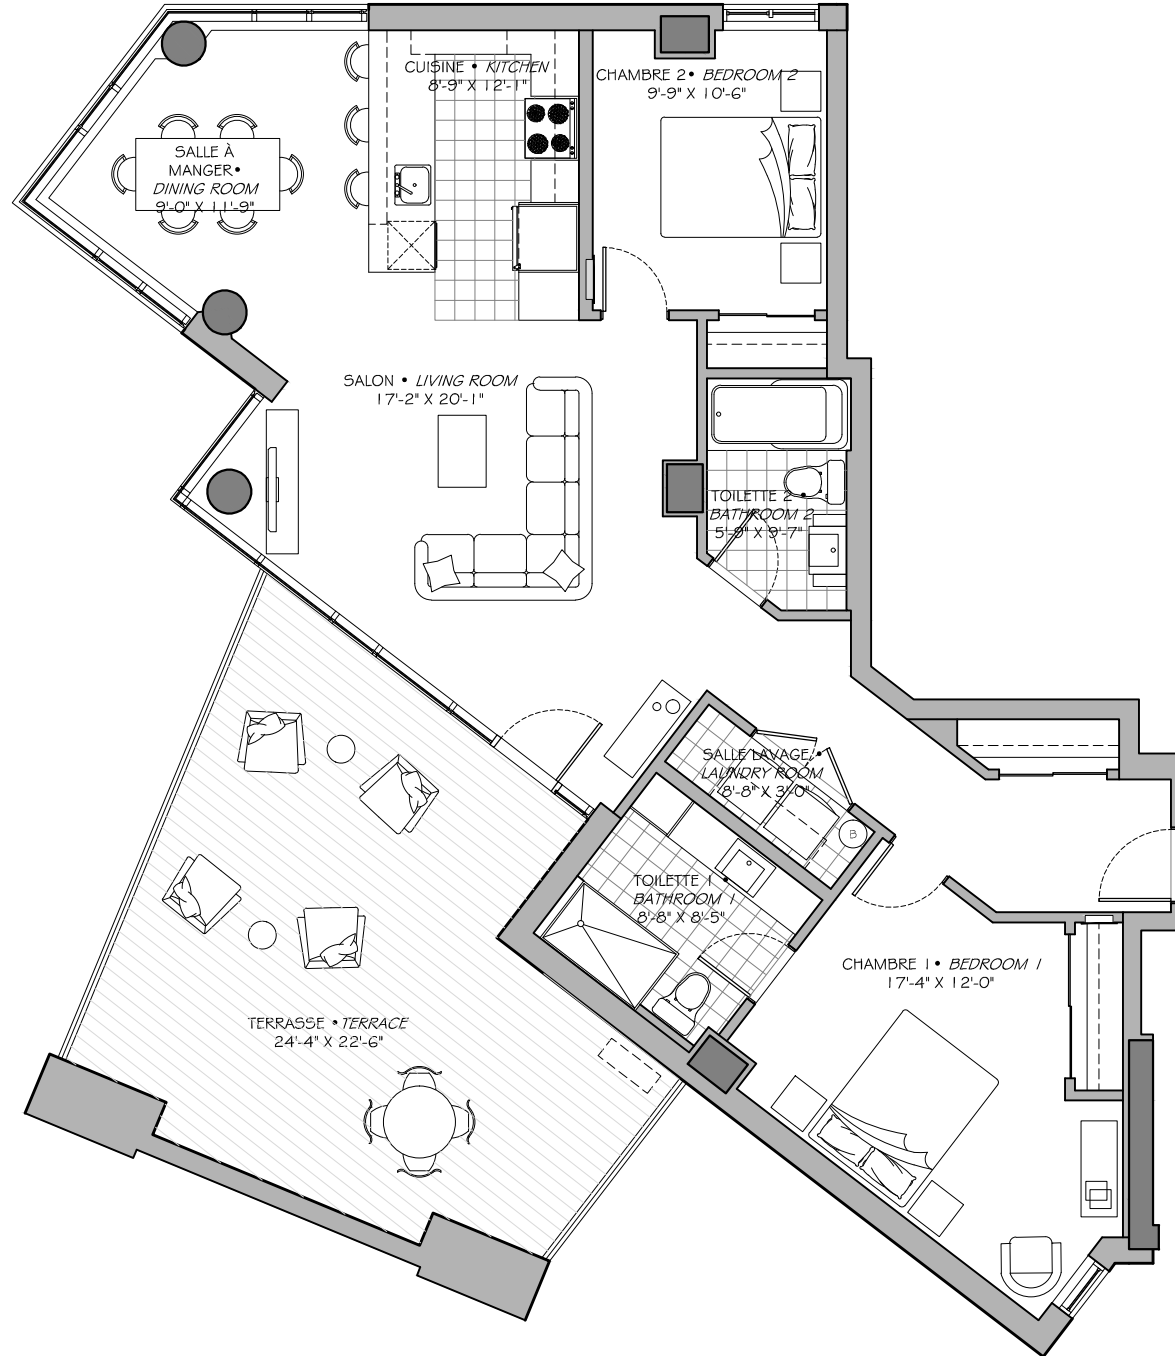 CUISINE • KITCHEN
8'-9" X 12'-1"
CHAMBRE 2 • BEDROOM 2
9'-9" X 10'-6"
SALLE À
MANGER •
DINING ROOM
9'-0" X 11'-9"
SALON • LIVING ROOM
17'-2" X 20'-1"
TOILETTE 2 •
BATHROOM 2
5'-9" X 9'-7"
SALLE LAVAGE/ •
LAUNDRY ROOM
8'-8" X 3'-0"
B
TOILETTE 1 •
BATHROOM 1
8'-8" X 8'-5"
CHAMBRE 1 • BEDROOM 1
17'-4" X 12'-0"
TERRASSE • TERRACE
24'-4" X 22'-6"